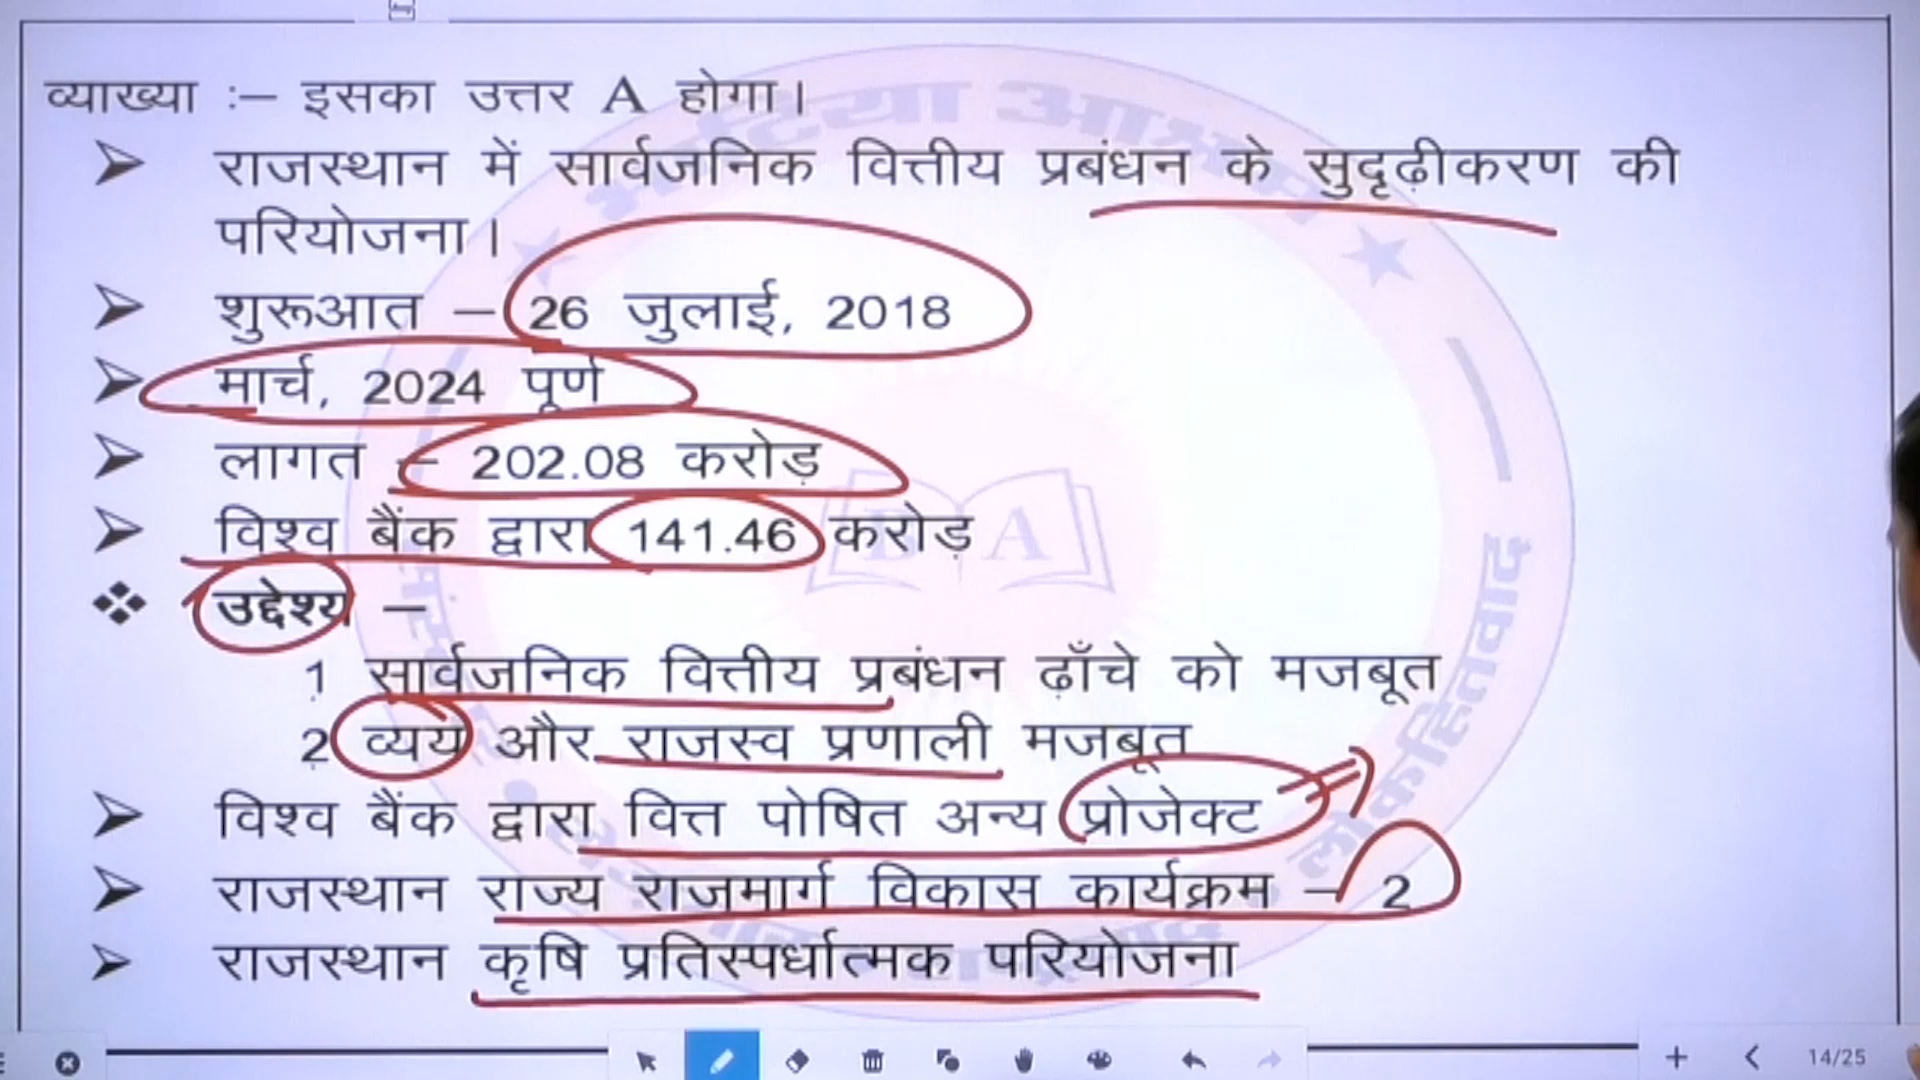 व्याख्या :– इसका उत्तर A होगा।
➢ राजस्थान में सार्वजनिक वित्तीय प्रबंधन के सुदृढ़ीकरण की
परियोजना।
➢ शुरूआत – 26 जुलाई, 2018
➢ मार्च, 2024 पूर्ण
➢ लागत – 202.08 करोड़
➢ विश्व बैंक द्वारा 141.46 करोड़
❖ उद्देश्य –
1 सार्वजनिक वित्तीय प्रबंधन ढ़ाँचे को मजबूत
2 व्यय और राजस्व प्रणाली मजबूत
➢ विश्व बैंक द्वारा वित्त पोषित अन्य प्रोजेक्ट
➢ राजस्थान राज्य राजमार्ग विकास कार्यक्रम – 2
➢ राजस्थान कृषि प्रतिस्पर्धात्मक परियोजना
14/25